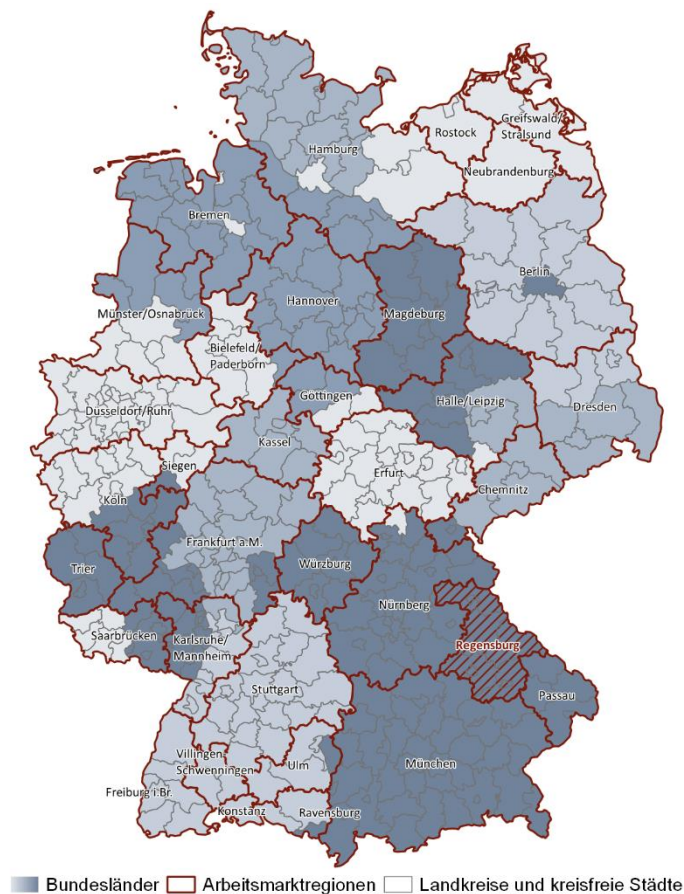 Greifswald/
Stralsund
Rostock
Hamburg
Neubrandenburg
Bremen
Berlin
Hannover
Magdeburg
Münster/Osnabrück
Bielefeld/
Paderborn
Göttingen
Düsseldorf/Ruhr
Halle/Leipzig
Dresden
Kassel
Siegen
Erfurt
Köln
Chemnitz
Frankfurt a.M.
Trier
Würzburg
Nürnberg
Saarbrücken
Karlsruhe/
Mannheim
Regensburg
Stuttgart
Passau
Villingen
Schwenningen
Ulm
München
Freiburg i.Br.
Konstanz
Ravensburg
Bundesländer
Arbeitsmarktregionen
Landkreise und kreisfreie Städte